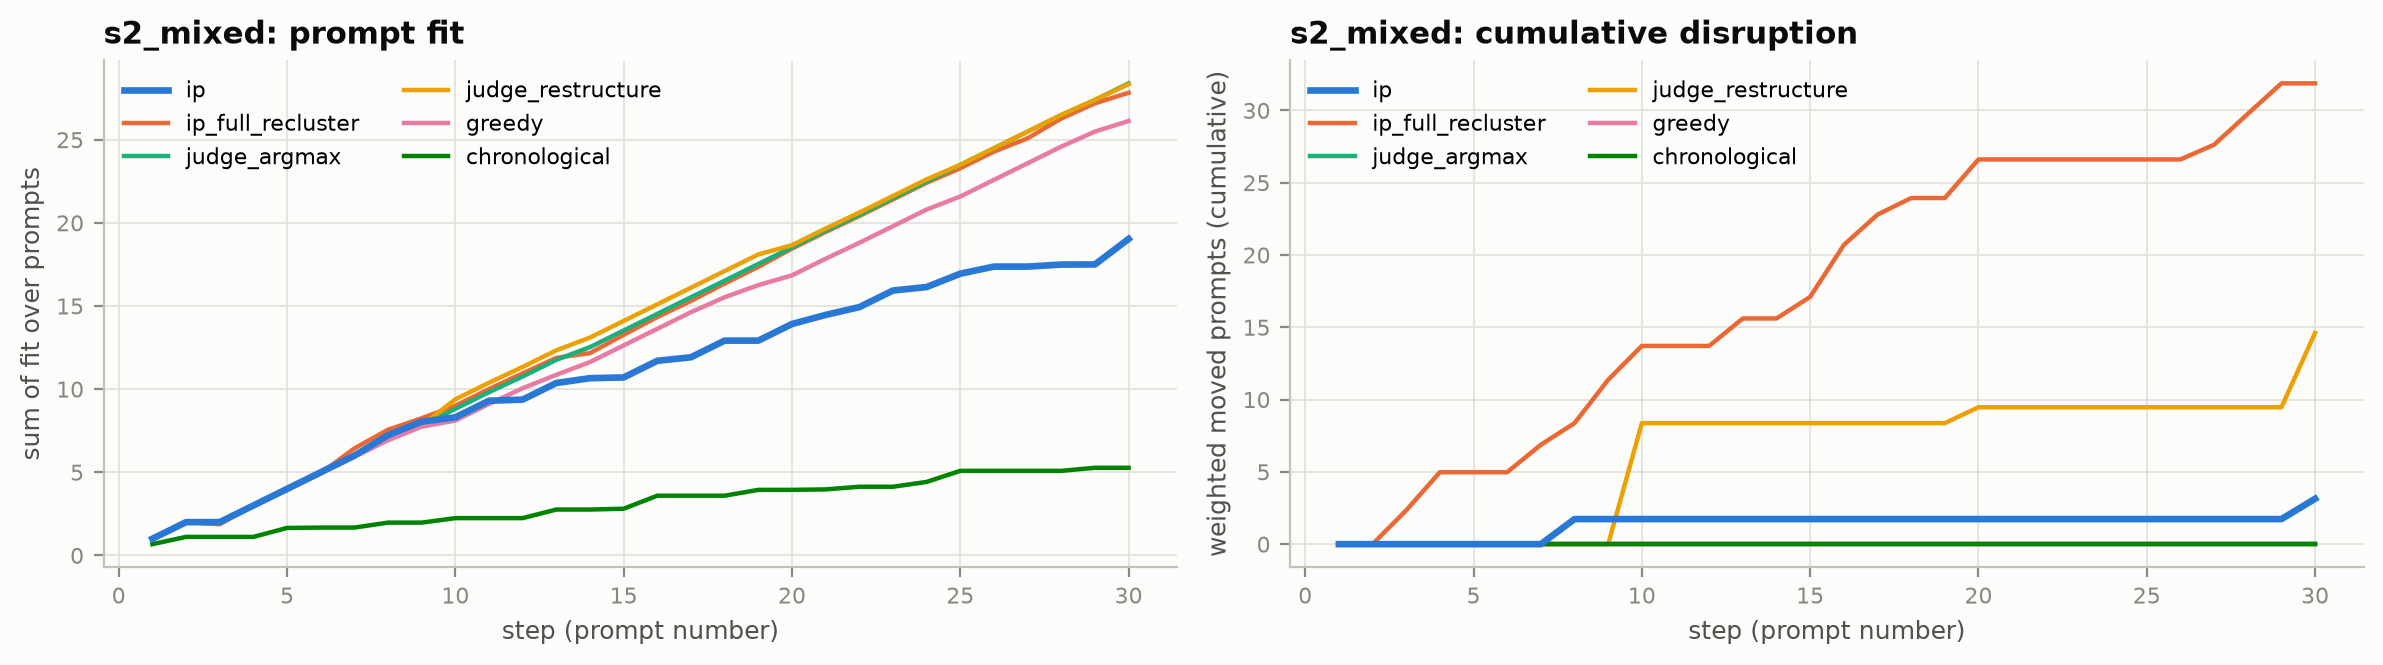 s2_mixed: prompt fit
ip
ip_full_recluster
judge_argmax
judge_restructure
greedy
chronological
sum of fit over prompts
25
20
15
10
5
0
0 5 10 15 20 25 30
step (prompt number)
s2_mixed: cumulative disruption
ip
ip_full_recluster
judge_argmax
judge_restructure
greedy
chronological
weighted moved prompts (cumulative)
30
25
20
15
10
5
0
0 5 10 15 20 25 30
step (prompt number)